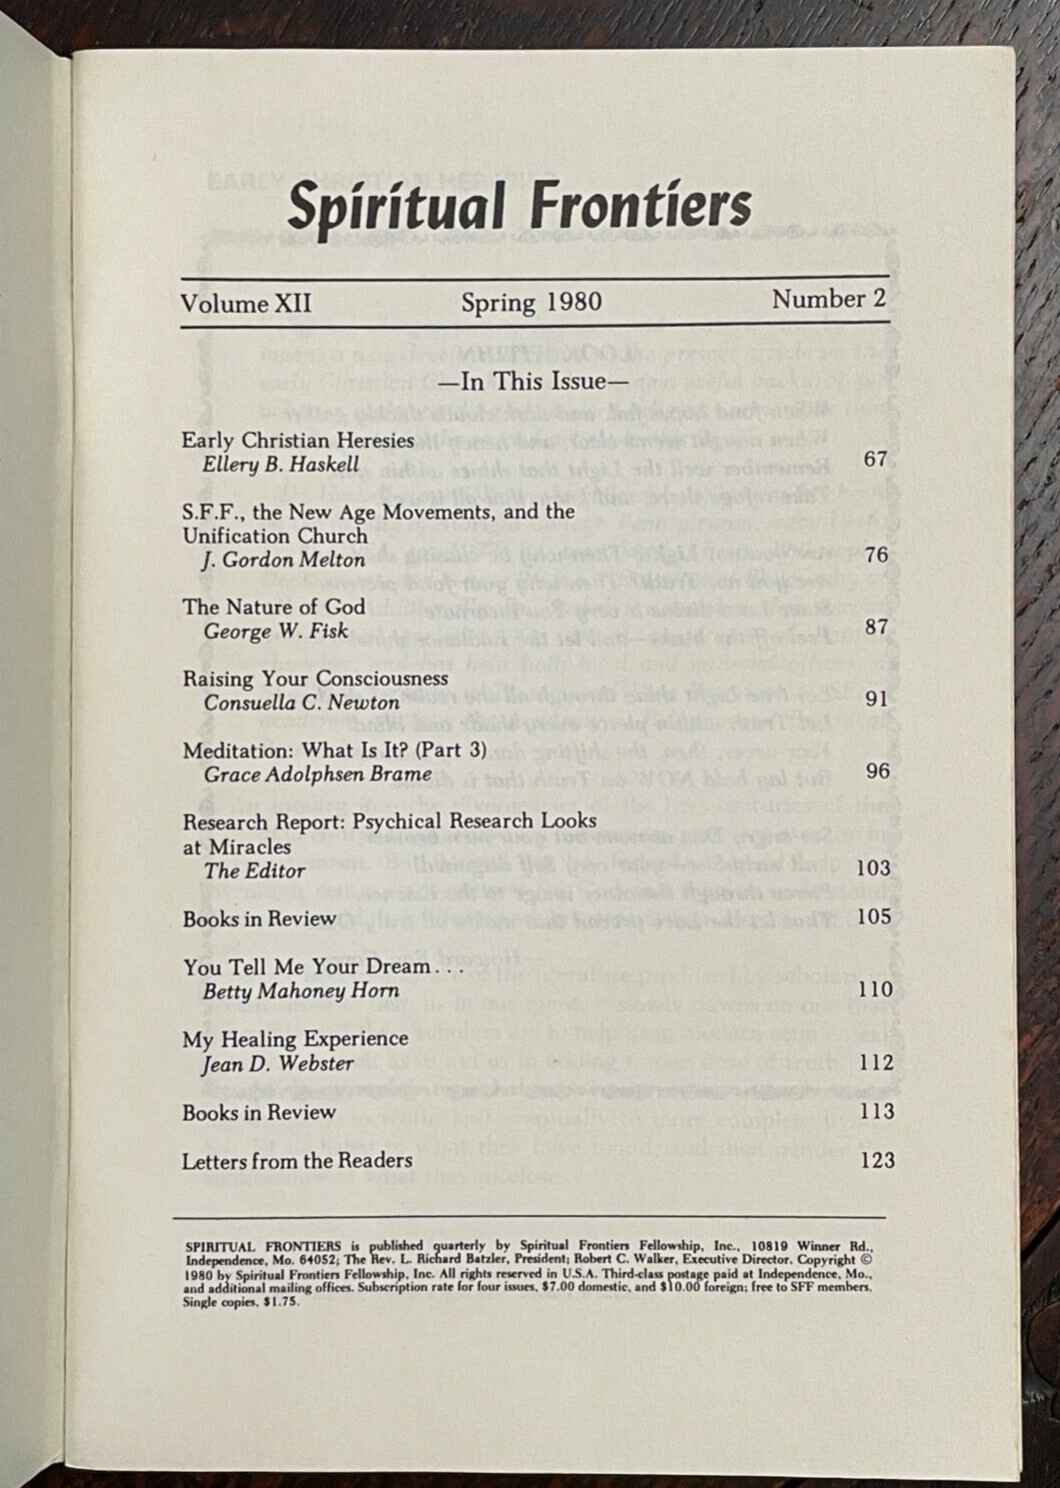 Spiritual Frontiers
Volume XII Spring 1980 Number 2
—In This Issue—
Early Christian Heresies
Ellery B. Haskell 67
S.F.F., the New Age Movements, and the
Unification Church
J. Gordon Melton 76
The Nature of God
George W. Fisk 87
Raising Your Consciousness
Consuella C. Newton 91
Meditation: What Is It? (Part 3)
Grace Adolphsen Brame 96
Research Report: Psychical Research Looks
at Miracles
The Editor 103
Books in Review 105
You Tell Me Your Dream...
Betty Mahoney Horn 110
My Healing Experience
Jean D. Webster 112
Books in Review 113
Letters from the Readers 123
SPIRITUAL FRONTIERS is published quarterly by Spiritual Frontiers Fellowship, Inc., 10819 Winner Rd.,
Independence, Mo. 64052; The Rev. L. Richard Batzler, President; Robert C. Walker, Executive Director. Copyright ©
1980 by Spiritual Frontiers Fellowship, Inc. All rights reserved in U.S.A. Third-class postage paid at Independence, Mo.,
and additional mailing offices. Subscription rate for four issues, $7.00 domestic, and $10.00 foreign; free to SFF members.
Single copies, $1.75.